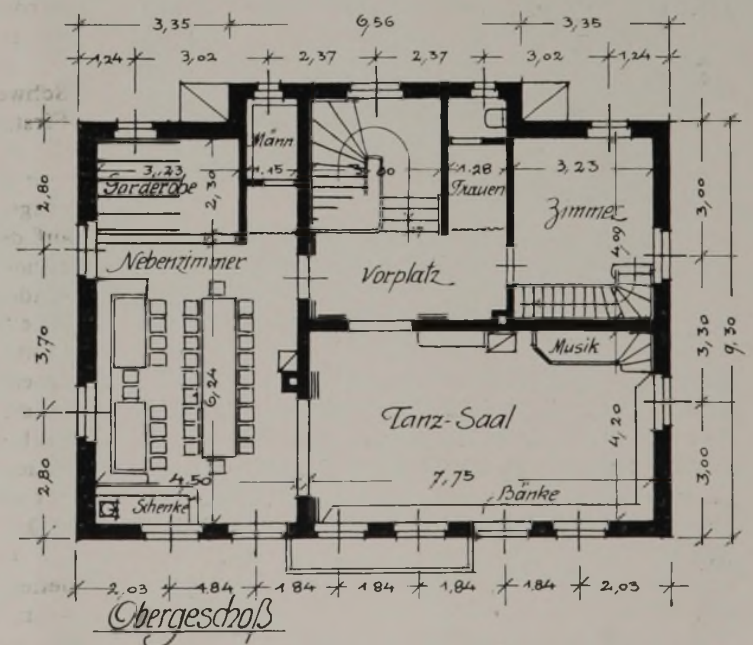 3,35 6,56 3,35
1,24 3,02 2,37 2,37 3,02 1,24
Schwe
Männ
3,23 1.15 1.28 3,23
Garderobe 2,30 Frauen Zimmer
2,80 3,00
4,09
17
Nebenzimmer Vorplatz
3,70 3,30 9,30
Musik
6,24 Tanz-Saal 4,20
4,50 7,75
2,80 3,00
Schenke Bänke
2,03 1.84 1.84 1.84 1.84 1.84 2,03
Obergeschoß